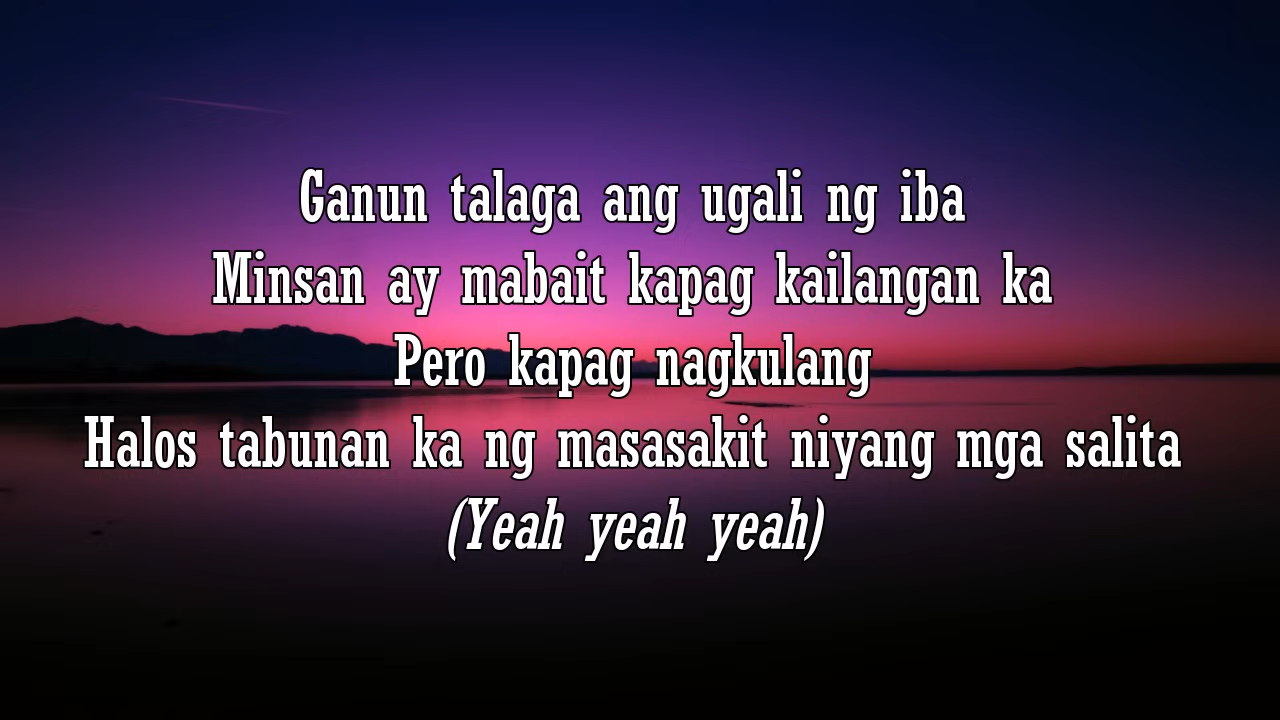 Ganun talaga ang ugali ng iba
Minsan ay mabait kapag kailangan ka
Pero kapag nagkulang
Halos tabunan ka ng masasakit niyang mga salita
(Yeah yeah yeah)